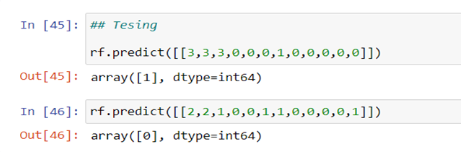 In [45]: ## Tesing
rf.predict([[3,3,3,0,0,0,1,0,0,0,0,0]])
Out[45]: array([1], dtype=int64)
In [46]: rf.predict([[2,2,1,0,0,1,1,0,0,0,0,1]])
Out[46]: array([0], dtype=int64)